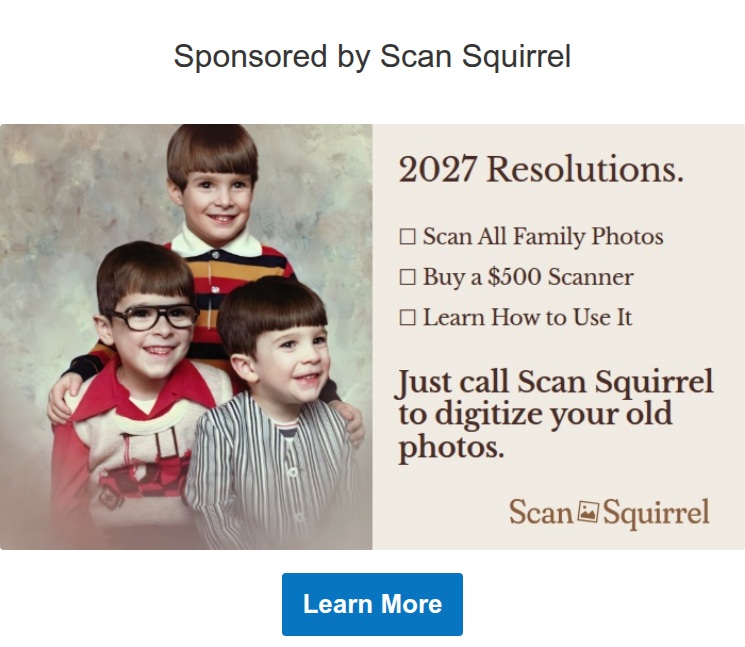 Sponsored by Scan Squirrel
2027 Resolutions.
☐ Scan All Family Photos
☐ Buy a $500 Scanner
☐ Learn How to Use It
Just call Scan Squirrel
to digitize your old
photos.
Scan Squirrel
Learn More